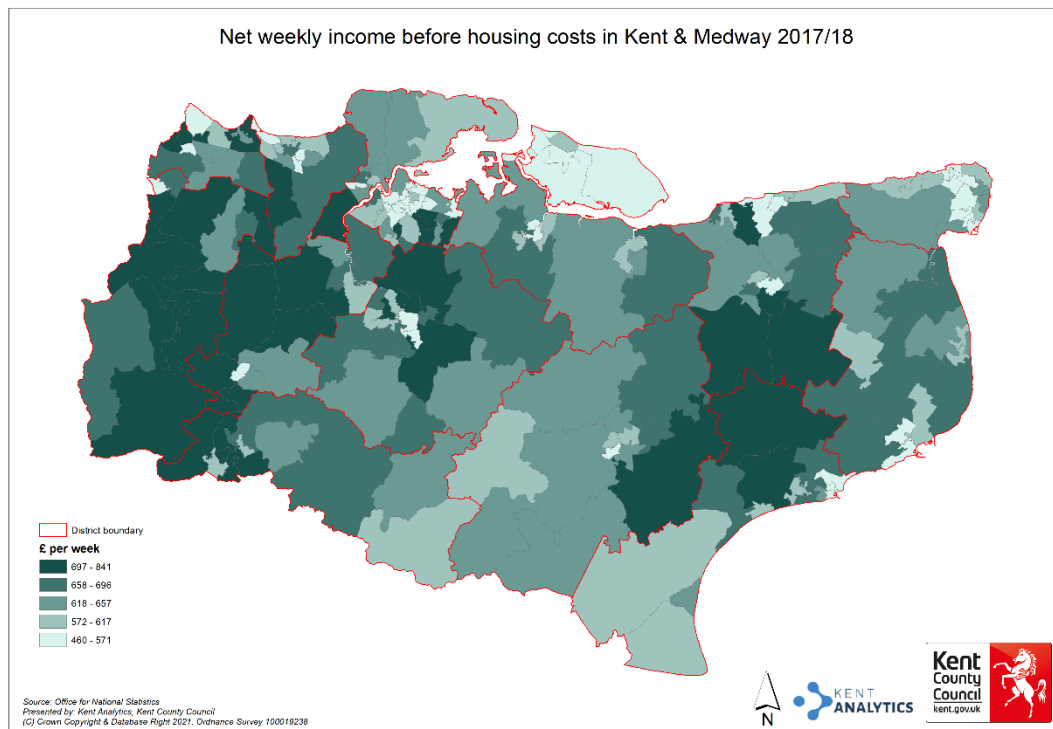 Net weekly income before housing costs in Kent & Medway 2017/18
District boundary
£ per week
697 - 841
658 - 696
618 - 657
572 - 617
460 - 571
Source: Office for National Statistics
Presented by: Kent Analytics, Kent County Council
(C) Crown Copyright & Database Right 2021. Ordnance Survey 100019238
N
KENT
ANALYTICS
Kent
County
Council
kent.gov.uk